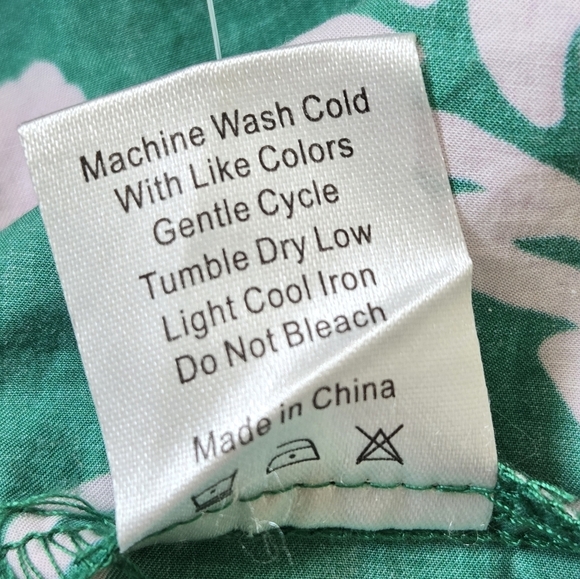 Machine Wash Cold
With Like Colors
Gentle Cycle
Tumble Dry Low
Light Cool Iron
Do Not Bleach
Made in China